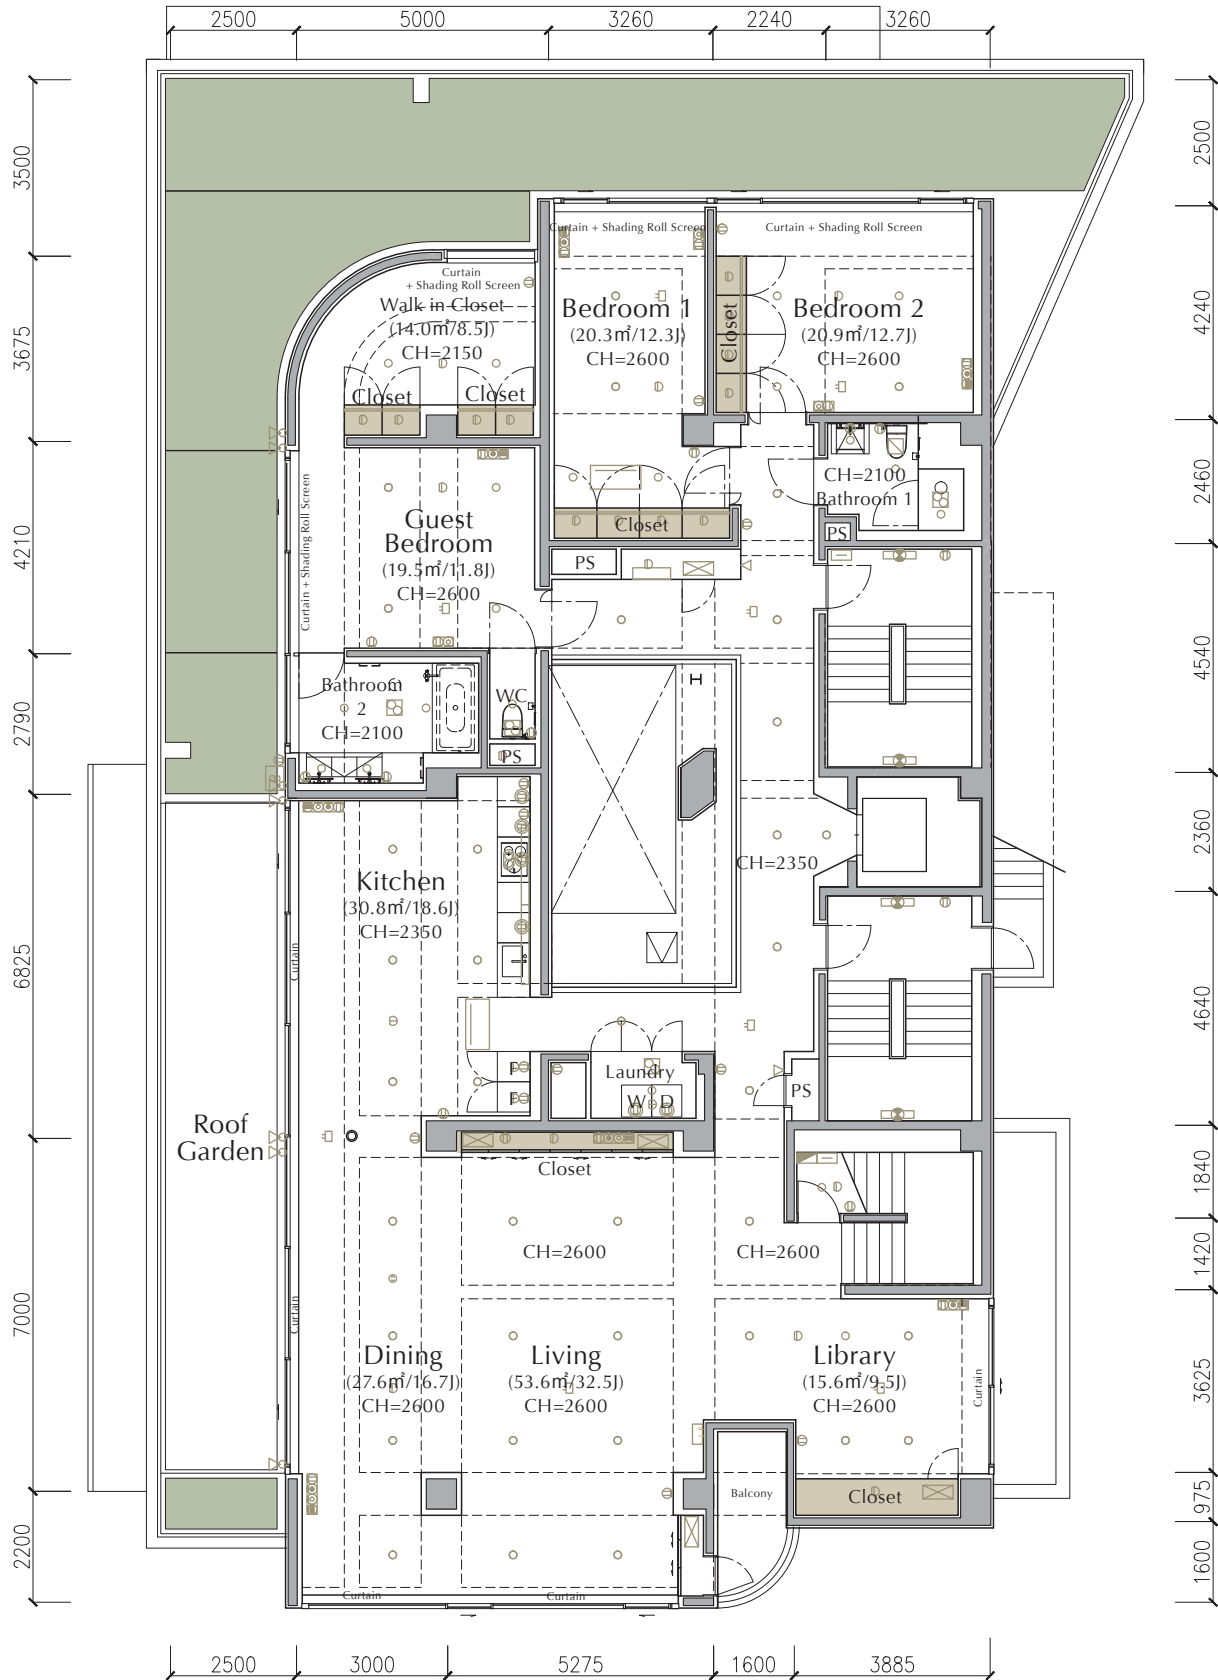 2500
5000
3260
2240
3260
3500
3675
4210
2790
6825
7000
2200
2500
4240
2460
4540
2360
4640
1840
1420
3625
975
1600
Curtain + Shading Roll Screen
Curtain + Shading Roll Screen
Curtain
+ Shading Roll Screen
Walk in Closet
(14.0㎡/8.5J)
CH=2150
Closet
Closet
Bedroom 1
(20.3㎡/12.3J)
CH=2600
Closet
Bedroom 2
(20.9㎡/12.7J)
CH=2600
Closet
CH=2100
Bathroom 1
PS
PS
Curtain + Shading Roll Screen
Guest
Bedroom
(19.5㎡/11.8J)
CH=2600
Bathroom
2
CH=2100
WC
PS
H
CH=2350
Kitchen
(30.8㎡/18.6J)
CH=2350
Curtain
Laundry
W D
PS
Roof
Garden
Closet
CH=2600
CH=2600
Curtain
Dining
(27.6㎡/16.7J)
CH=2600
Living
(53.6㎡/32.5J)
CH=2600
Library
(15.6㎡/9.5J)
CH=2600
Curtain
Balcony
Closet
Curtain
Curtain
2500
3000
5275
1600
3885